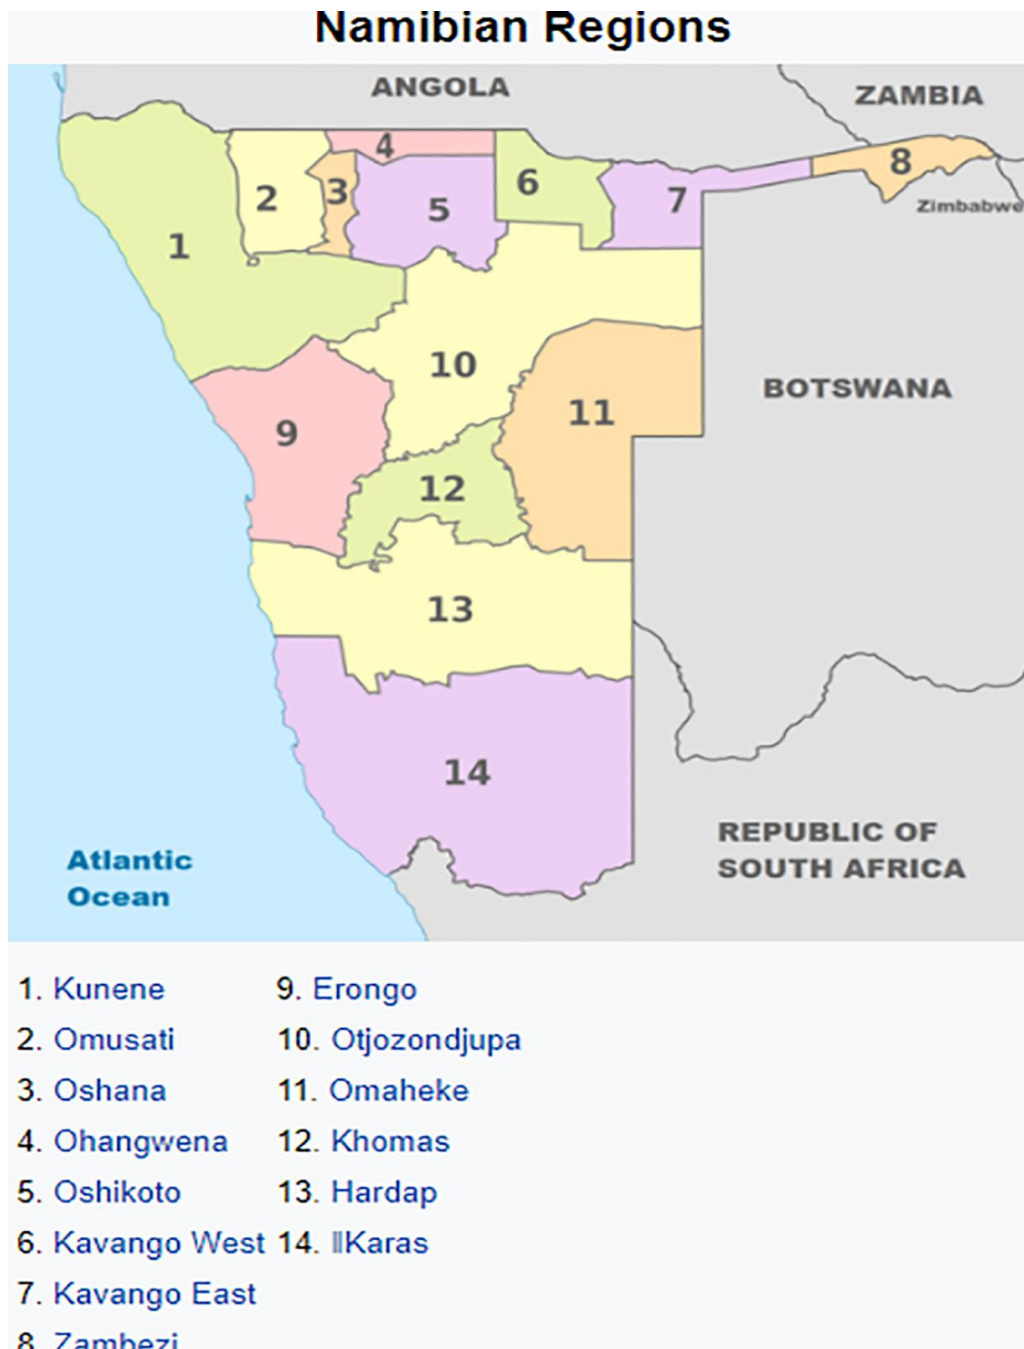 Namibian Regions
ANGOLA
ZAMBIA
4
8
2
3
5
6
7
Zimbabwe
1
10
BOTSWANA
11
9
12
13
14
REPUBLIC OF
SOUTH AFRICA
Atlantic
Ocean
1. Kunene
2. Omusati
3. Oshana
4. Ohangwena
5. Oshikoto
6. Kavango West
7. Kavango East
8. Zambezi
9. Erongo
10. Otjozondjupa
11. Omaheke
12. Khomas
13. Hardap
14. ǁKaras